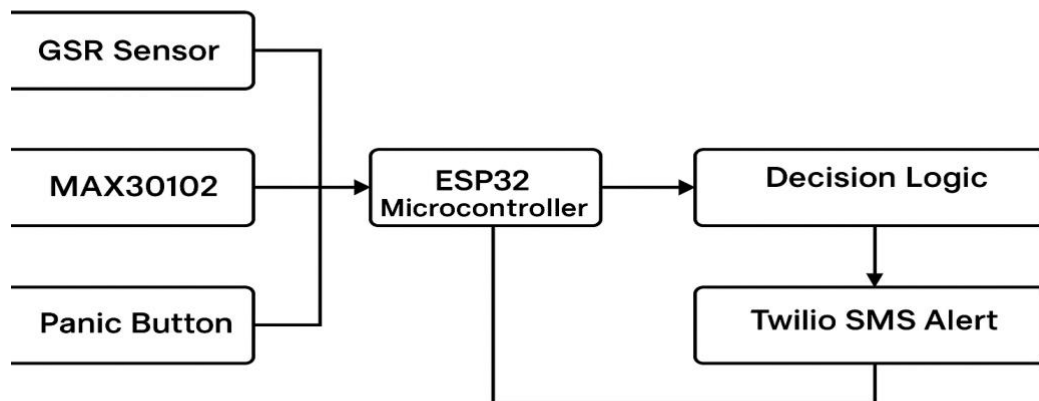 GSR Sensor
MAX30102
Panic Button
ESP32
Microcontroller
Decision Logic
Twilio SMS Alert